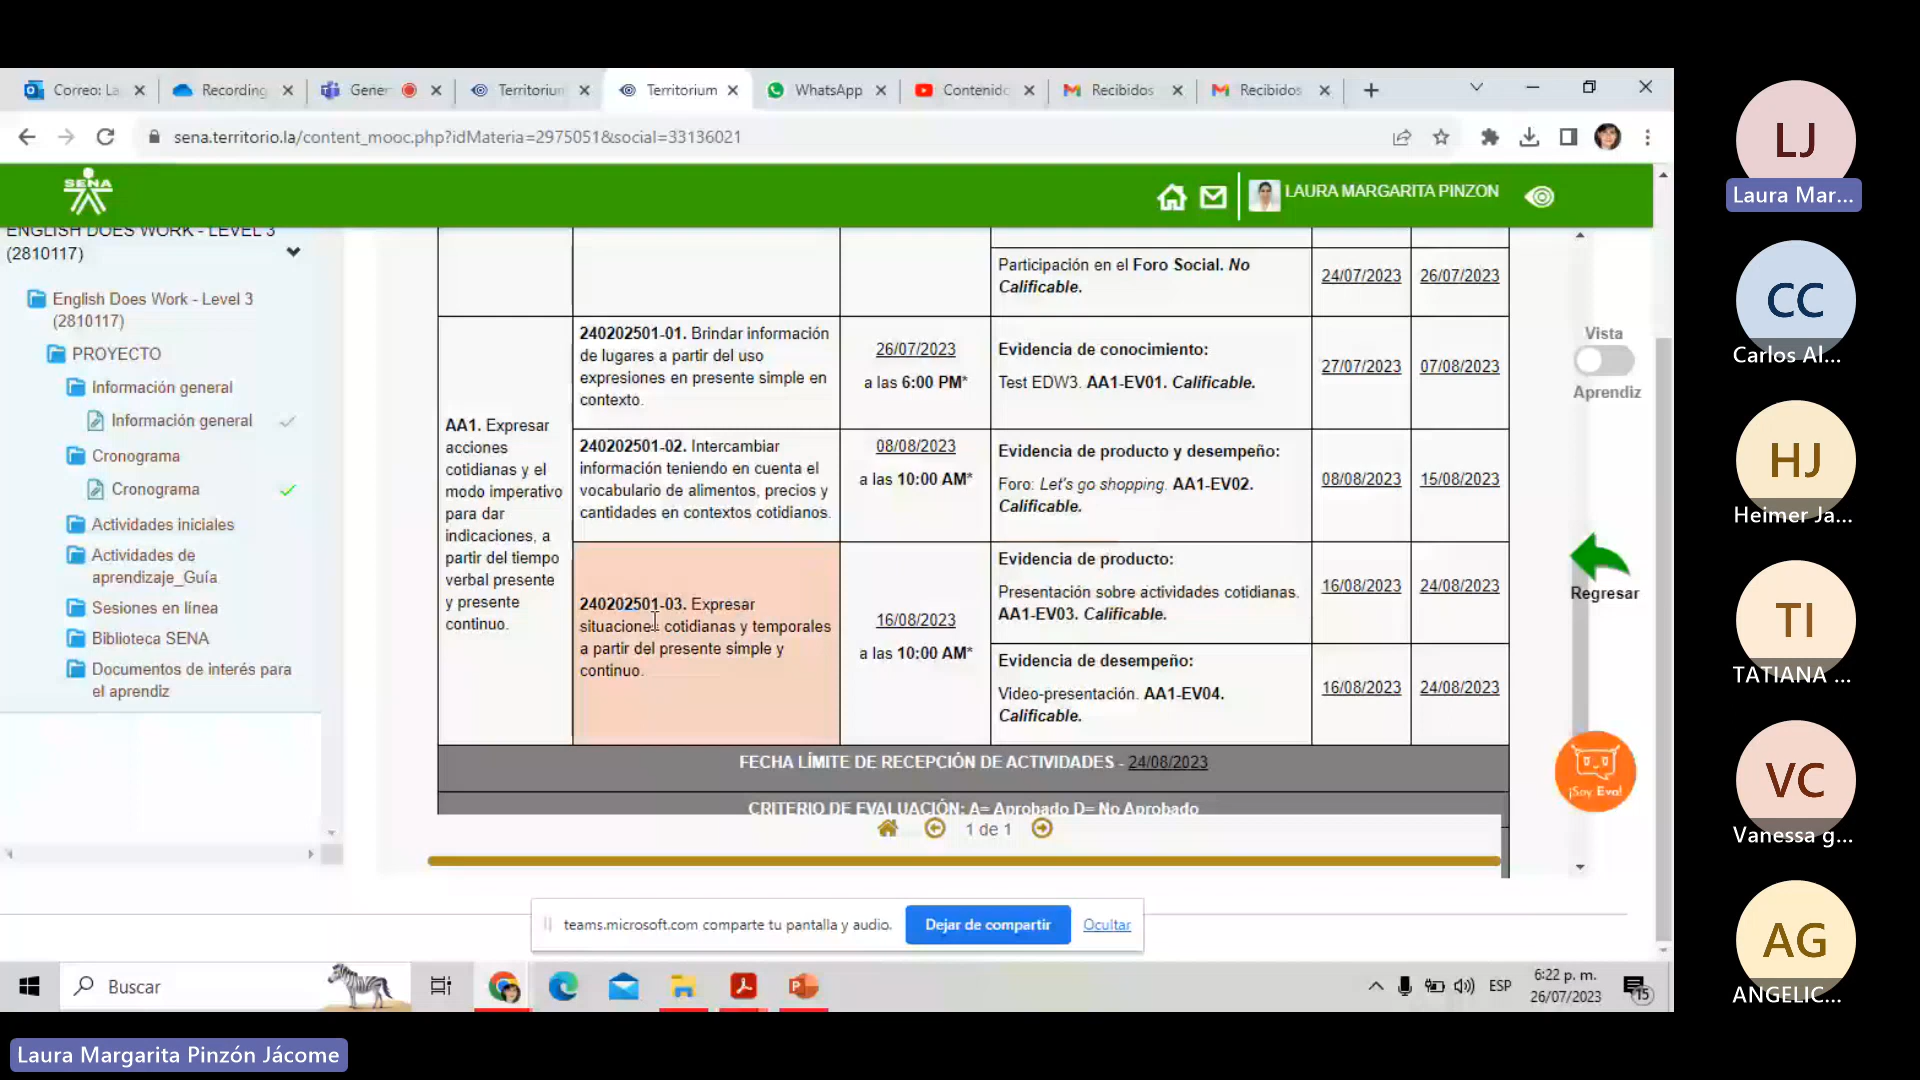 Correo: La
Recording
Gener
Territoriun
Territorium
WhatsApp
Contenido
Recibidos
Recibidos
sena.territorio.la/content_mooc.php?idMateria=2975051&social=33136021
SENA
LAURA MARGARITA PINZON
ENGLISH DOES WORK - LEVEL 3
(2810117)
English Does Work - Level 3
(2810117)
PROYECTO
Información general
Información general
Cronograma
Cronograma
Actividades iniciales
Actividades de
aprendizaje_Guía
Sesiones en línea
Biblioteca SENA
Documentos de interés para
el aprendiz
Participación en el Foro Social. No
Calificable.
24/07/2023
26/07/2023
AA1. Expresar
acciones
cotidianas y el
modo imperativo
para dar
indicaciones, a
partir del tiempo
verbal presente
y presente
continuo.
240202501-01. Brindar información
de lugares a partir del uso
expresiones en presente simple en
contexto.
26/07/2023
a las 6:00 PM*
Evidencia de conocimiento:
Test EDW3. AA1-EV01. Calificable.
27/07/2023
07/08/2023
240202501-02. Intercambiar
información teniendo en cuenta el
vocabulario de alimentos, precios y
cantidades en contextos cotidianos.
08/08/2023
a las 10:00 AM*
Evidencia de producto y desempeño:
Foro: Let's go shopping. AA1-EV02.
Calificable.
08/08/2023
15/08/2023
240202501-03. Expresar
situaciones cotidianas y temporales
a partir del presente simple y
continuo.
16/08/2023
a las 10:00 AM*
Evidencia de producto:
Presentación sobre actividades cotidianas.
AA1-EV03. Calificable.
16/08/2023
24/08/2023
Evidencia de desempeño:
Video-presentación. AA1-EV04.
Calificable.
16/08/2023
24/08/2023
FECHA LÍMITE DE RECEPCIÓN DE ACTIVIDADES - 24/08/2023
CRITERIO DE EVALUACIÓN: A= Aprobado D= No Aprobado
1 de 1
Vista
Aprendiz
Regresar
¡Soy Eva!
teams.microsoft.com comparte tu pantalla y audio.
Dejar de compartir
Ocultar
Buscar
ESP
6:22 p. m.
26/07/2023
15
LJ
Laura Mar...
CC
Carlos Al...
HJ
Heimer Ja...
TI
TATIANA ...
VC
Vanessa g...
AG
ANGELIC...
Laura Margarita Pinzón Jácome